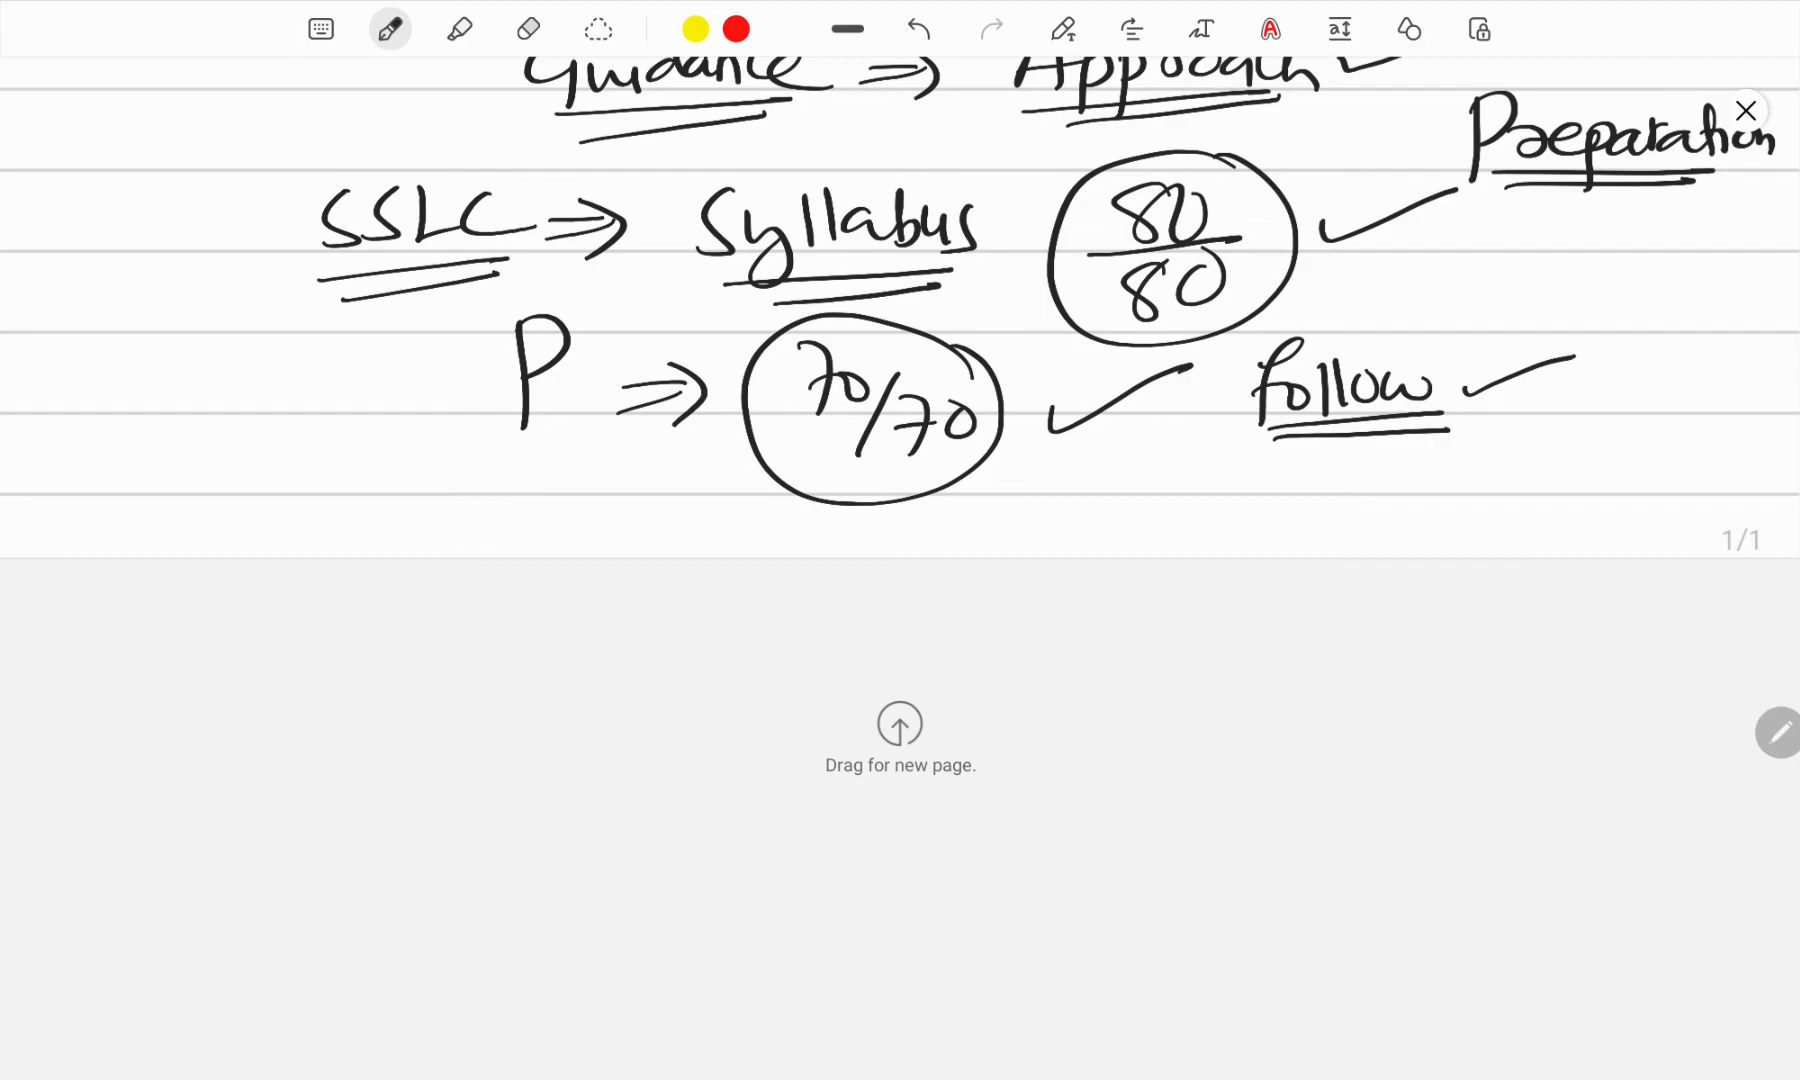 Guidance ⇒ Approach ✓
Preparation
SSLC ⇒ Syllabus 80/80 ✓
P ⇒ 70/70 ✓ follow ✓
1/1
Drag for new page.